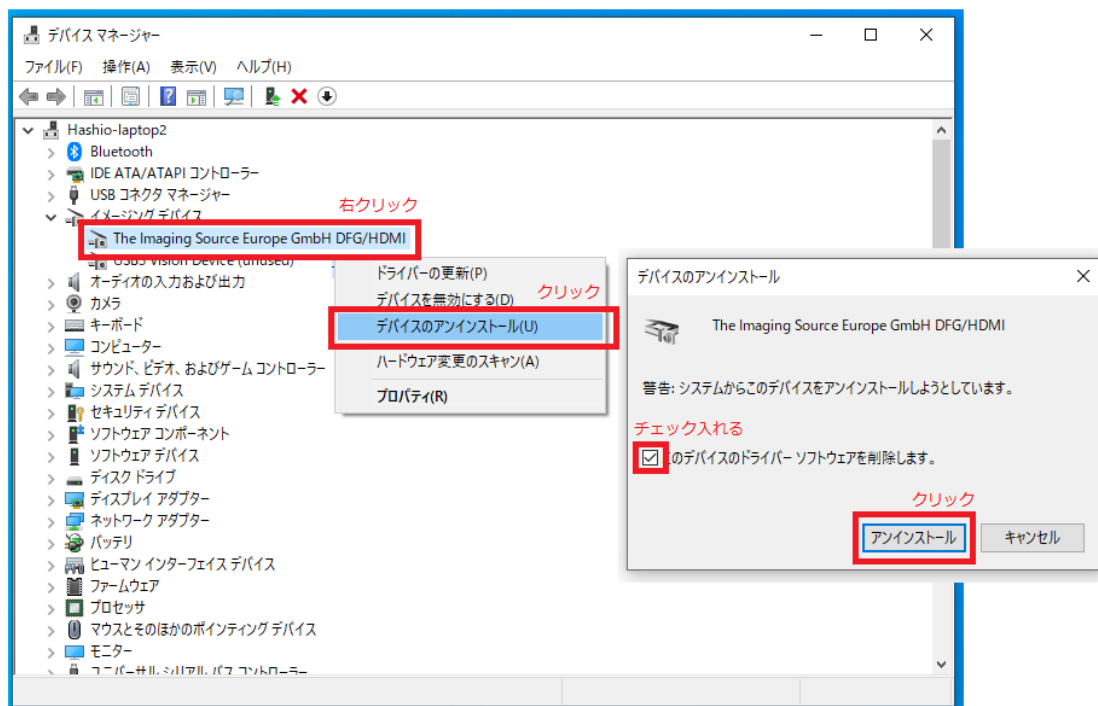 デバイス マネージャー
ファイル(F) 操作(A) 表示(V) ヘルプ(H)
Hashio-laptop2
Bluetooth
IDE ATA/ATAPI コントローラー
USB コネクタ マネージャー
イメージング デバイス
右クリック
The Imaging Source Europe GmbH DFG/HDMI
USB3 Vision Device (unused)
オーディオの入力および出力
カメラ
キーボード
コンピューター
サウンド、ビデオ、およびゲーム コントローラー
システム デバイス
セキュリティ デバイス
ソフトウェア コンポーネント
ソフトウェア デバイス
ディスク ドライブ
ディスプレイ アダプター
ネットワーク アダプター
バッテリ
ヒューマン インターフェイス デバイス
ファームウェア
プロセッサ
マウスとそのほかのポインティング デバイス
モニター
ユニバーサル シリアル バス コントローラー
ドライバーの更新(P)
デバイスを無効にする(D)
クリック
デバイスのアンインストール(U)
ハードウェア変更のスキャン(A)
プロパティ(R)
デバイスのアンインストール
The Imaging Source Europe GmbH DFG/HDMI
警告: システムからこのデバイスをアンインストールしようとしています。
チェック入れる
このデバイスのドライバー ソフトウェアを削除します。
クリック
アンインストール キャンセル